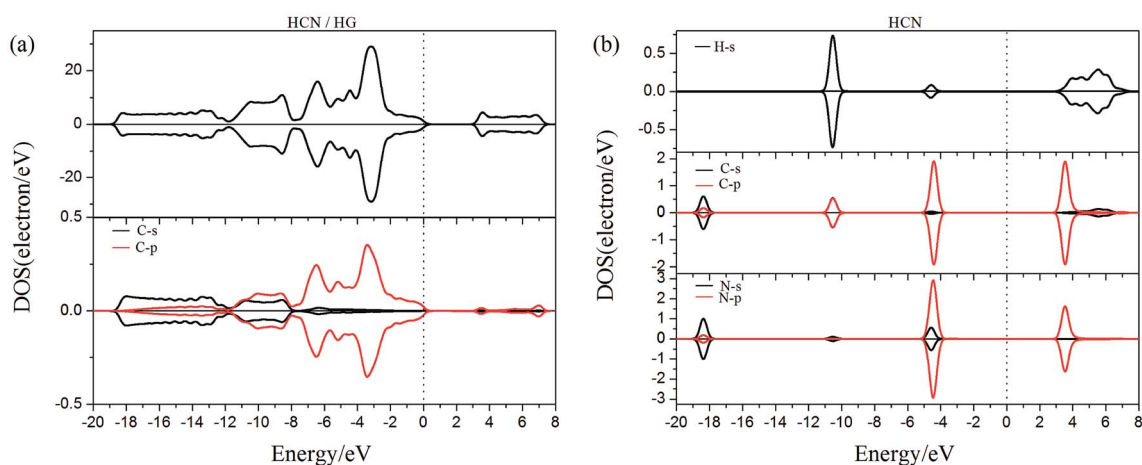 (a)
HCN / HG
20
0
-20
0.5
C-s
C-p
0.0
-0.5
DOS(electron/eV)
-20 -18 -16 -14 -12 -10 -8 -6 -4 -2 0 2 4 6 8
Energy/eV
(b)
HCN
H-s
0.5
0.0
-0.5
2
C-s
C-p
1
0
-1
2
3
N-s
N-p
2
1
0
-1
-2
-3
DOS(electron/eV)
-20 -18 -16 -14 -12 -10 -8 -6 -4 -2 0 2 4 6 8
Energy/eV